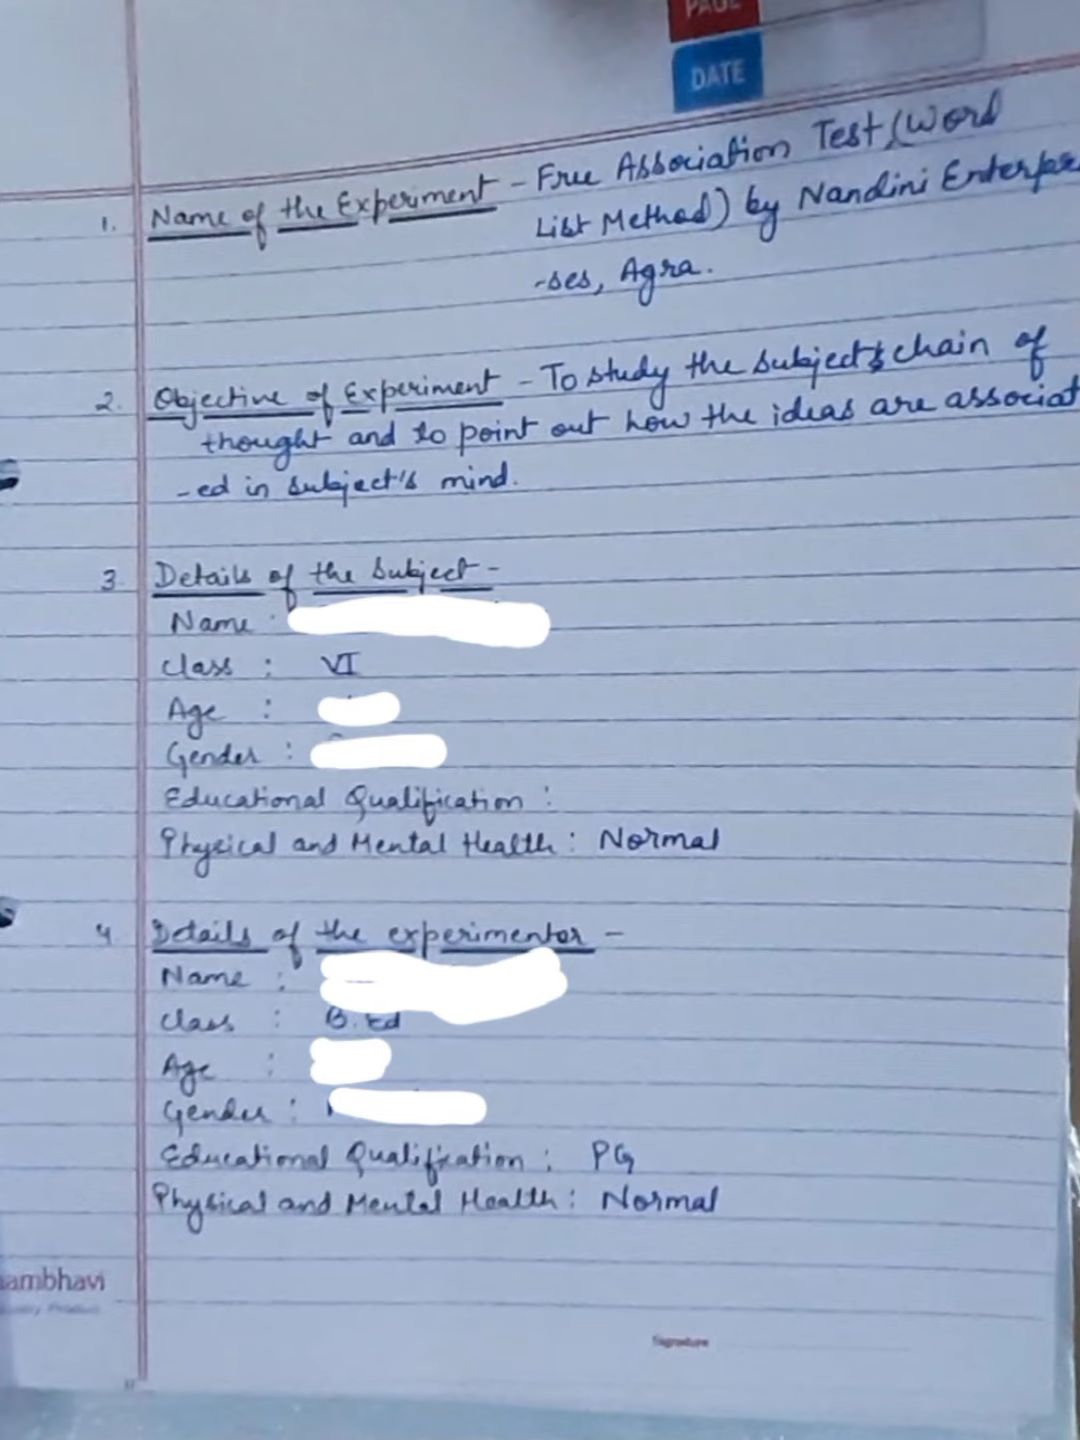 PAGE
DATE
1. Name of the Experiment - Free Association Test (Word
List Method) by Nandini Enterpri
-ses, Agra.
2. Objective of Experiment - To study the subject's chain of
thought and to point out how the ideas are associat
-ed in subject's mind.
3. Details of the Subject -
Name :
Class : VI
Age :
Gender :
Educational Qualification :
Physical and Mental Health : Normal
4 Details of the experimenter -
Name :
Class : B.Ed
Age :
Gender :
Educational Qualification : PG
Physical and Mental Health : Normal
ambhavi
Signature